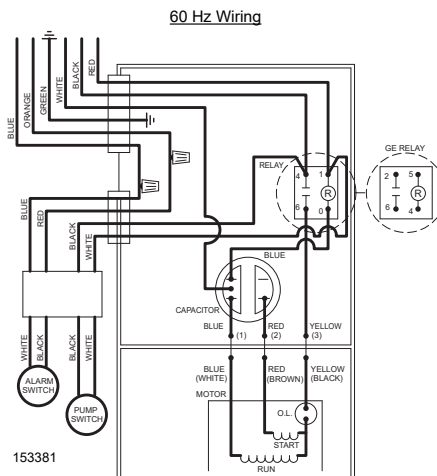 60 Hz Wiring
BLUE
ORANGE
GREEN
WHITE
BLACK
RED
RELAY
GE RELAY
4
1
6
0
R
2
5
6
4
R
BLUE
RED
BLACK
WHITE
BLUE
CAPACITOR
BLUE
(1)
RED
(2)
YELLOW
(3)
WHITE
BLACK
BLACK
WHITE
BLUE
(WHITE)
RED
(BROWN)
YELLOW
(BLACK)
ALARM
SWITCH
PUMP
SWITCH
MOTOR
O.L.
START
RUN
153381